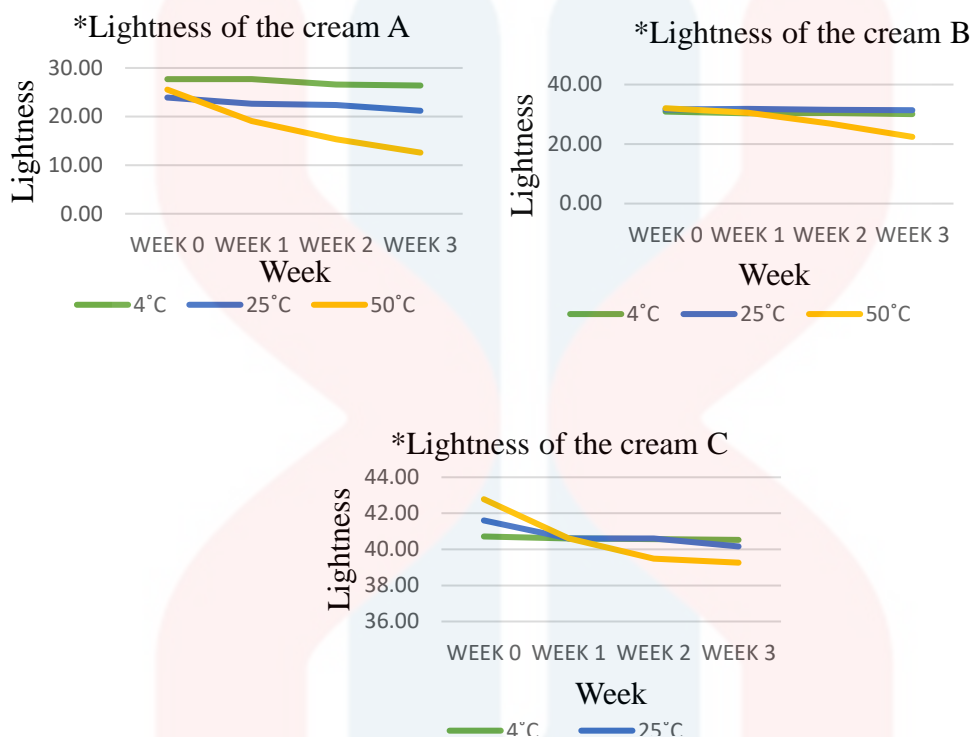 *Lightness of the cream A
30.00
20.00
10.00
0.00
Lightness
WEEK 0 WEEK 1 WEEK 2 WEEK 3
Week
4˚C 25˚C 50˚C
*Lightness of the cream B
40.00
20.00
0.00
Lightness
WEEK 0 WEEK 1 WEEK 2 WEEK 3
Week
4˚C 25˚C 50˚C
*Lightness of the cream C
44.00
42.00
40.00
38.00
36.00
Lightness
WEEK 0 WEEK 1 WEEK 2 WEEK 3
Week
4˚C 25˚C